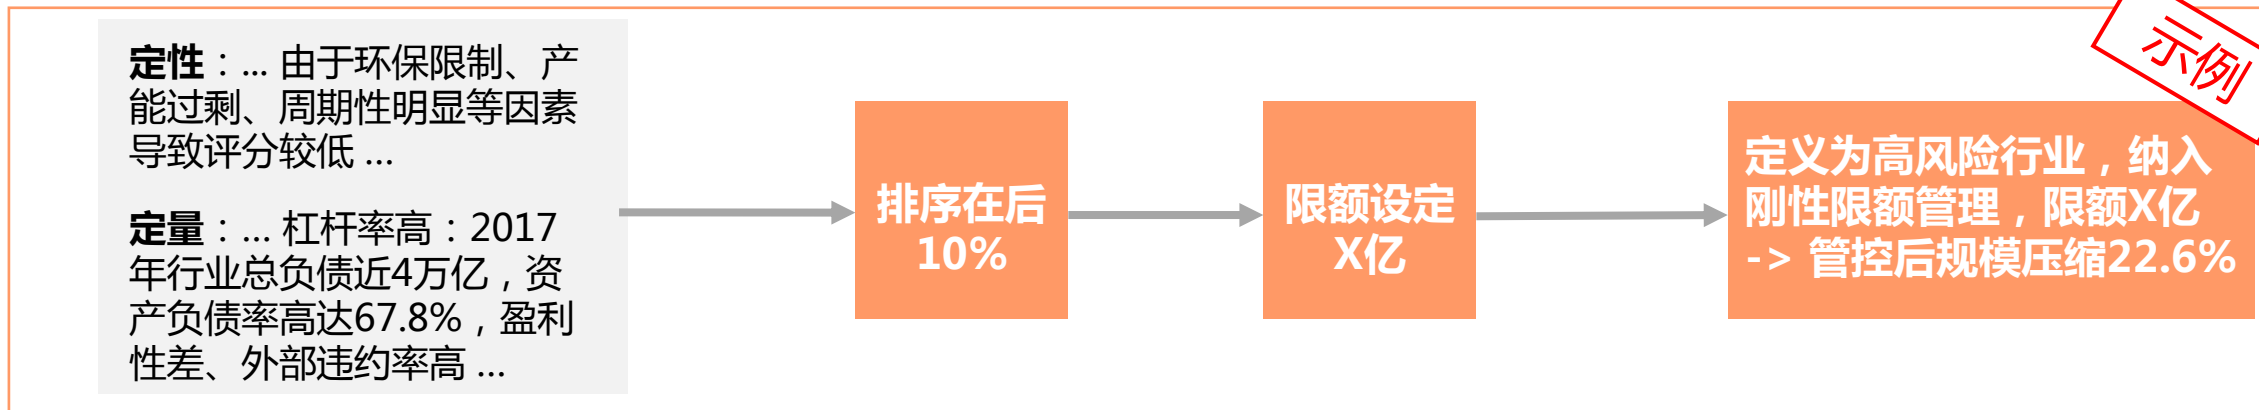 定性：... 由于环保限制、产
能过剩、周期性明显等因素
导致评分较低 ...
定量：... 杠杆率高：2017
年行业总负债近4万亿，资
产负债率高达67.8%，盈利
性差、外部违约率高 ...
排序在后
10%
限额设定
X亿
定义为高风险行业，纳入
刚性限额管理，限额X亿
-> 管控后规模压缩22.6%
示例